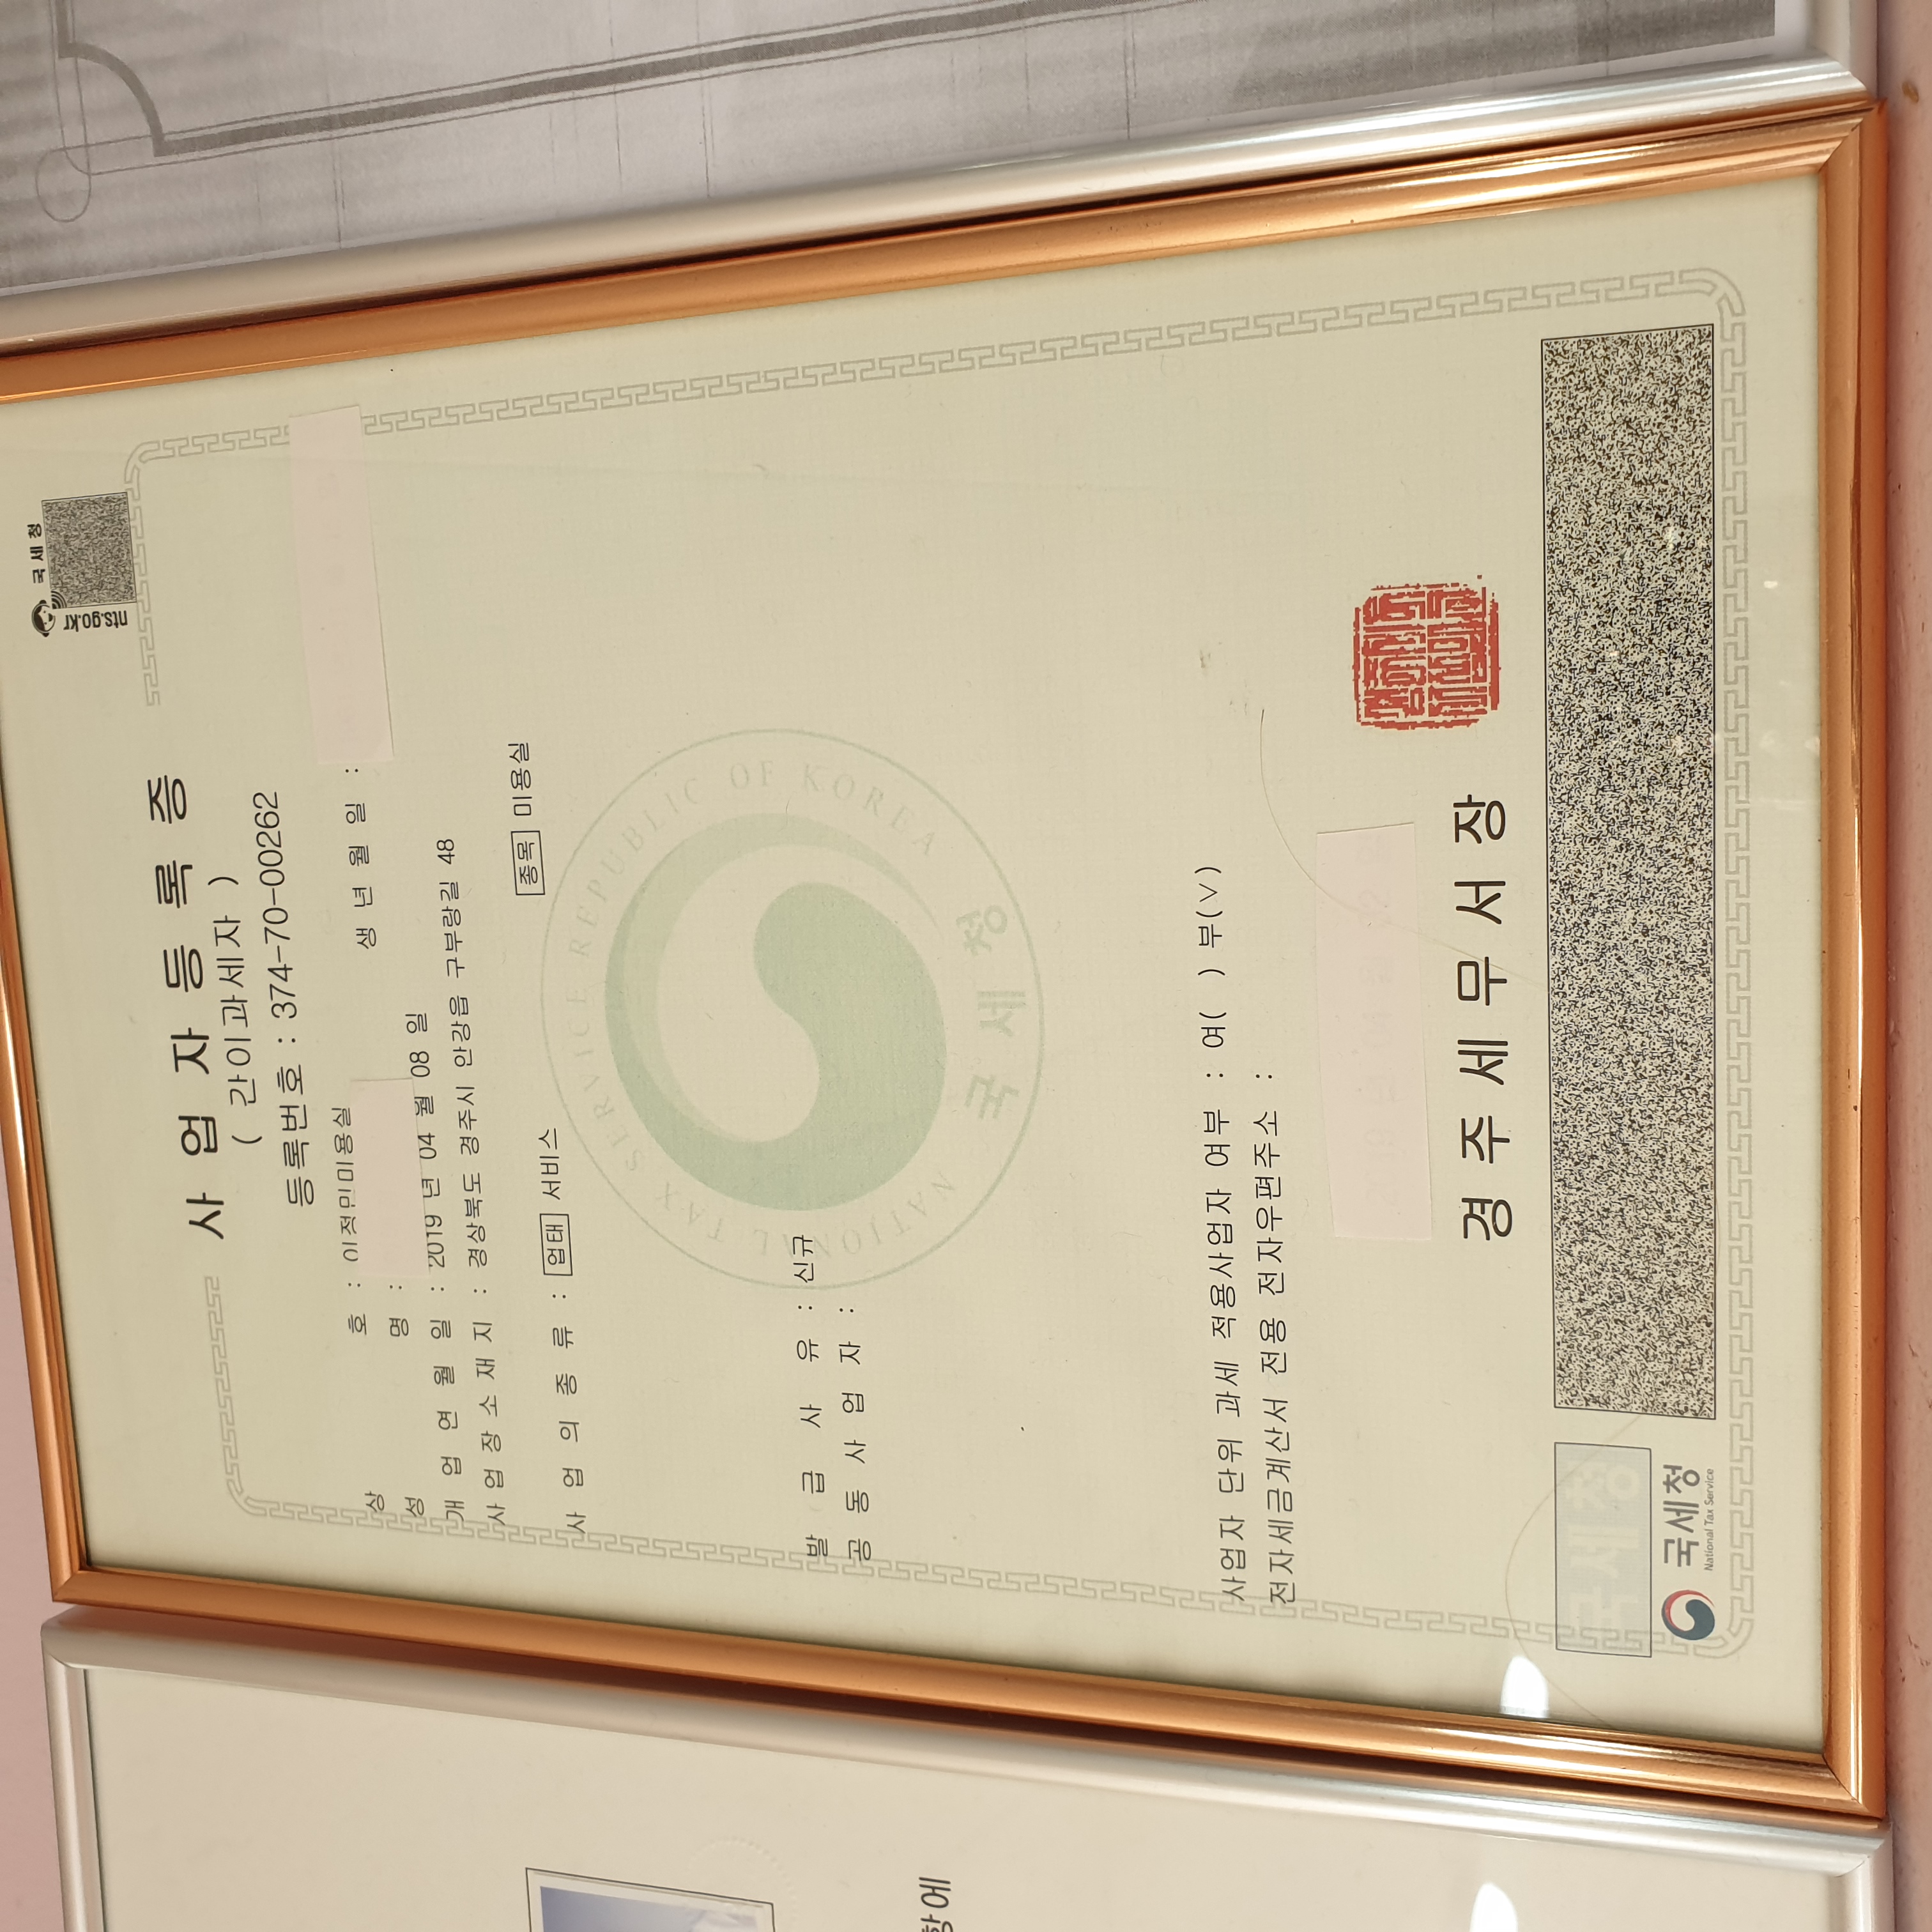 국세청
nts.go.kr
사업자등록증
( 간이과세자 )
등록번호 : 374-70-00262
상 호 : 이정민미용실
성 명 : 생 년 월 일 :
개 업 연 월 일 : 2019 년 04 월 08 일
사 업 장 소 재 지 : 경상북도 경주시 안강읍 구부랑길 48
사 업 의 종 류 : 업태 서비스 종목 미용실
NATIONAL TAX SERVICE REPUBLIC OF KOREA
국세청
발 급 사 유 : 신규
공 동 사 업 자 :
사업자 단위 과세 적용사업자 여부 : 여( ) 부(∨)
전자세금계산서 전용 전자우편주소 :
경주세무서장
국세청
국세청
National Tax Service